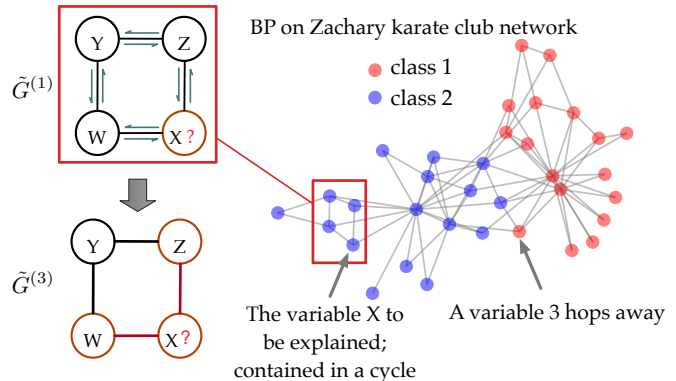 BP on Zachary karate club network
class 1
class 2
G̃⁽¹⁾
Y
Z
W
X?
G̃⁽³⁾
Y
Z
W
X?
The variable X to
be explained;
contained in a cycle
A variable 3 hops away